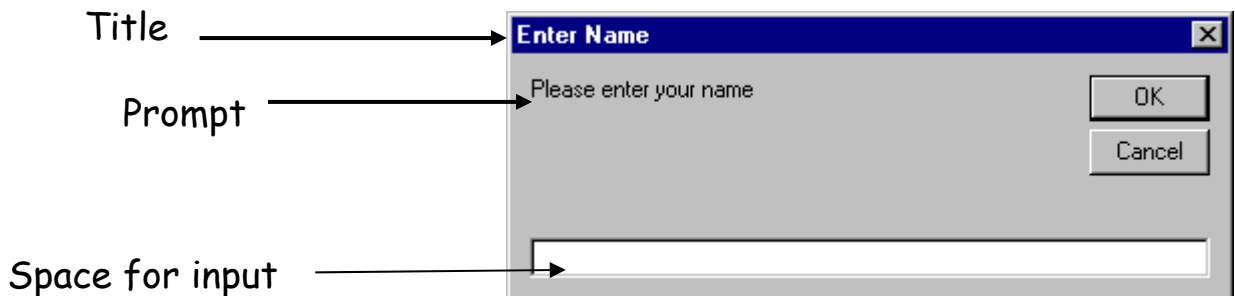 Title
Enter Name
Prompt
Please enter your name
OK
Cancel
Space for input